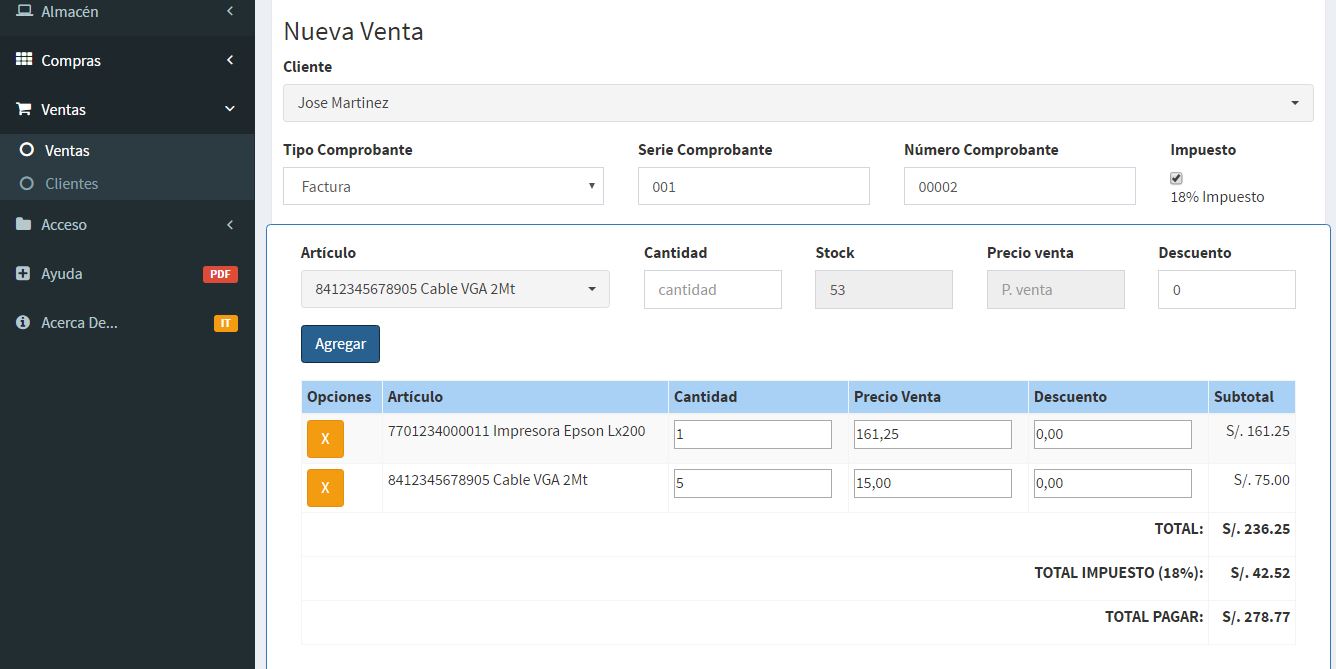 Almacén
Compras
Ventas
Ventas
Clientes
Acceso
Ayuda PDF
Acerca De... IT
Nueva Venta
Cliente
Jose Martinez
Tipo Comprobante Serie Comprobante Número Comprobante Impuesto
Factura 001 00002
18% Impuesto
Artículo Cantidad Stock Precio venta Descuento
8412345678905 Cable VGA 2Mt cantidad 53 P. venta 0
Agregar
Opciones Artículo Cantidad Precio Venta Descuento Subtotal
X 7701234000011 Impresora Epson Lx200 1 161,25 0,00 S/. 161.25
X 8412345678905 Cable VGA 2Mt 5 15,00 0,00 S/. 75.00
TOTAL: S/. 236.25
TOTAL IMPUESTO (18%): S/. 42.52
TOTAL PAGAR: S/. 278.77